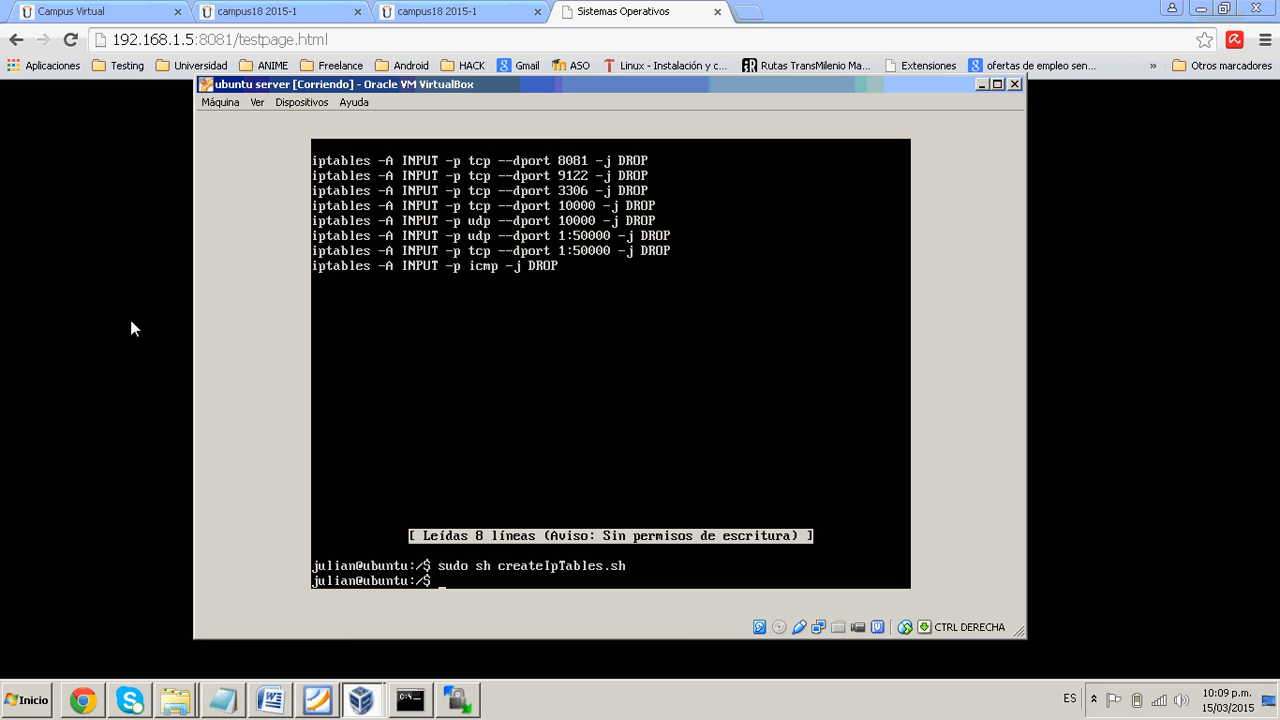 Campus Virtual
campus18 2015-1
campus18 2015-1
Sistemas Operativos
192.168.1.5:8081/testpage.html
Aplicaciones
Testing
Universidad
ANIME
Freelance
Android
HACK
Gmail
ASO
Linux - Instalación y c...
Rutas TransMilenio Ma...
Extensiones
ofertas de empleo sen...
»
Otros marcadores
ubuntu server [Corriendo] - Oracle VM VirtualBox
Máquina Ver Dispositivos Ayuda
iptables -A INPUT -p tcp --dport 8081 -j DROP
iptables -A INPUT -p tcp --dport 9122 -j DROP
iptables -A INPUT -p tcp --dport 3306 -j DROP
iptables -A INPUT -p tcp --dport 10000 -j DROP
iptables -A INPUT -p udp --dport 10000 -j DROP
iptables -A INPUT -p udp --dport 1:50000 -j DROP
iptables -A INPUT -p tcp --dport 1:50000 -j DROP
iptables -A INPUT -p icmp -j DROP
[ Leídas 8 líneas (Aviso: Sin permisos de escritura) ]
julian@ubuntu:/$ sudo sh createIpTables.sh
julian@ubuntu:/$ _
CTRL DERECHA
Inicio
ES
10:09 p.m.
15/03/2015